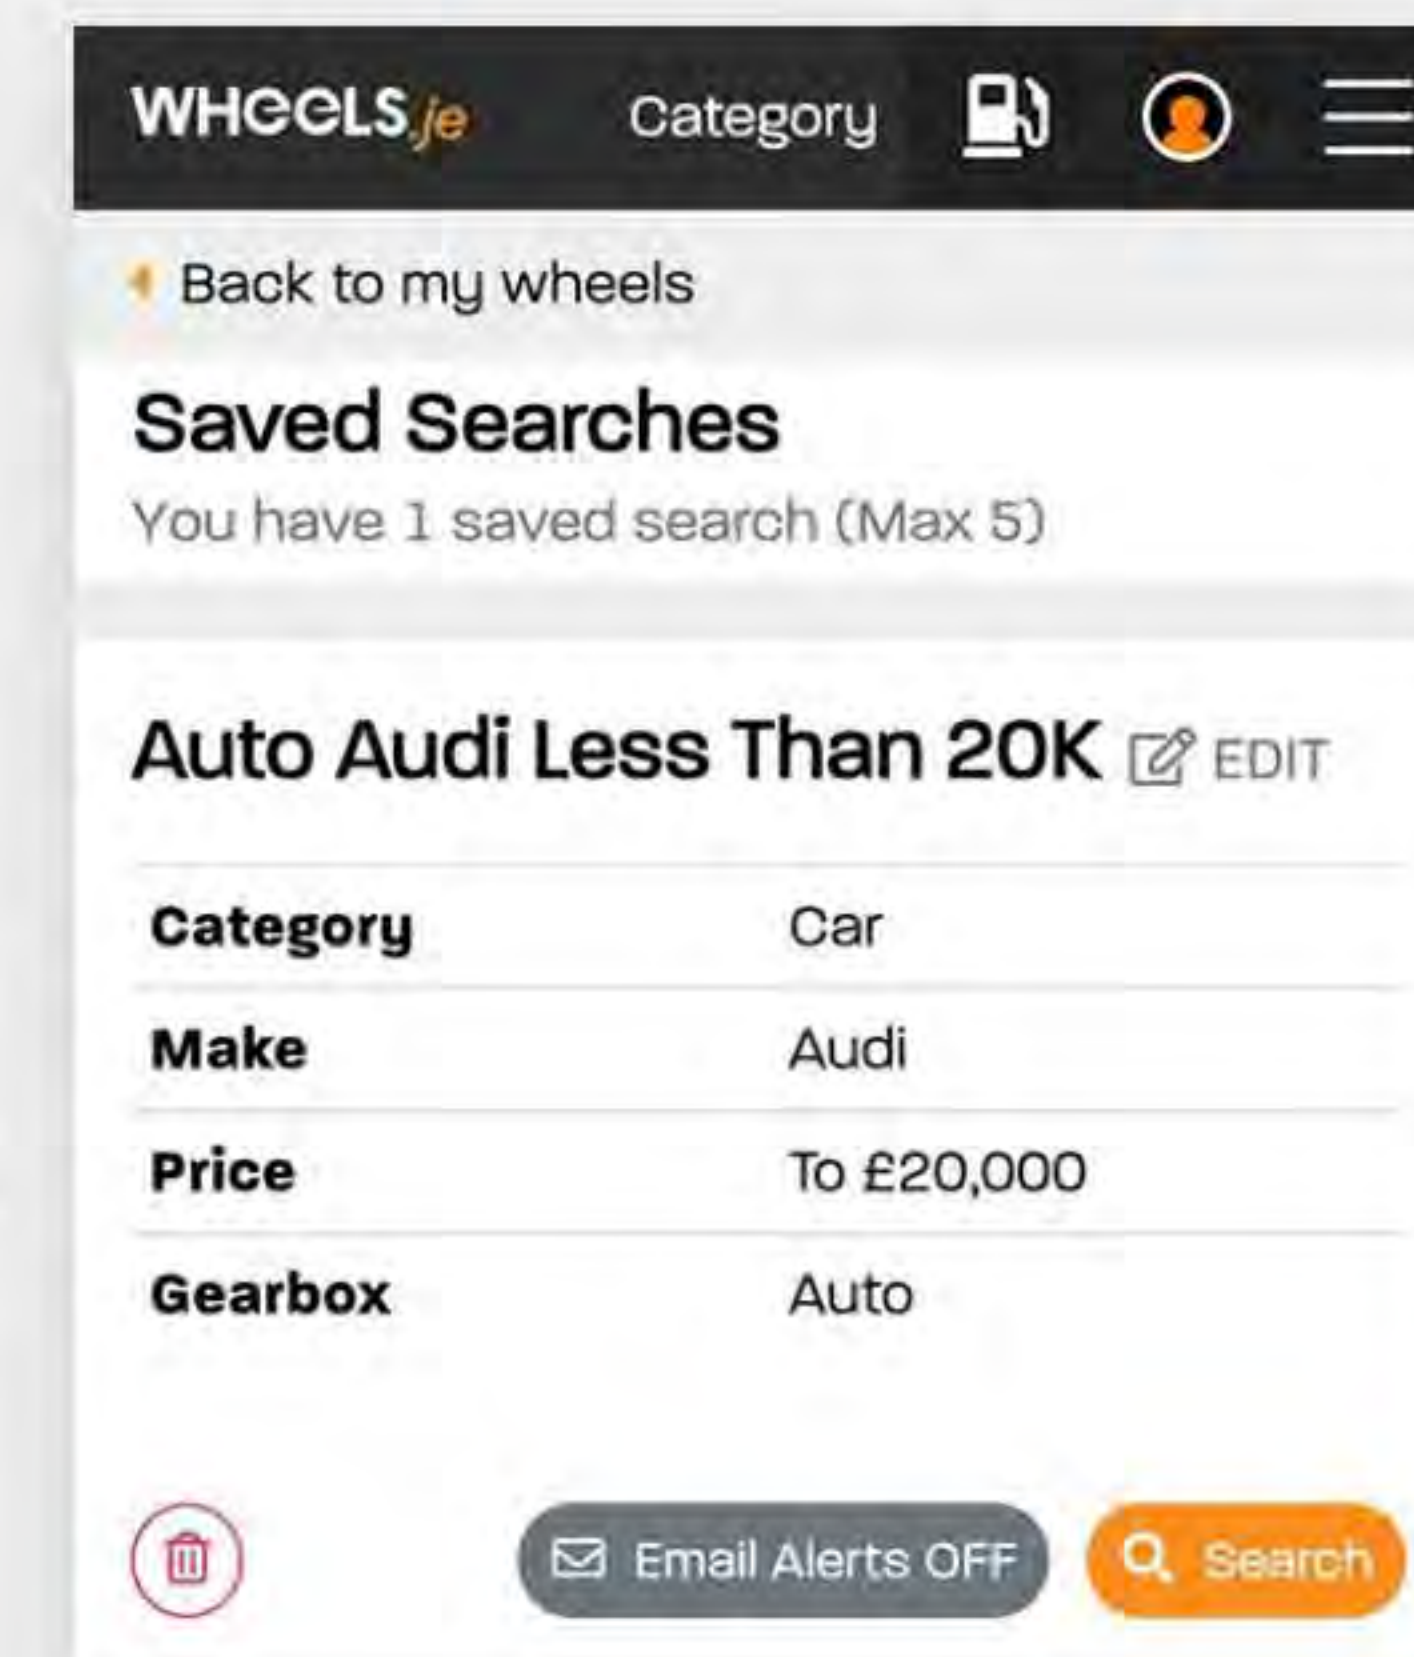 WHeeLS.je Category
Back to my wheels
Saved Searches
You have 1 saved search (Max 5)
Auto Audi Less Than 20K EDIT
Category Car
Make Audi
Price To £20,000
Gearbox Auto
Email Alerts OFF Search